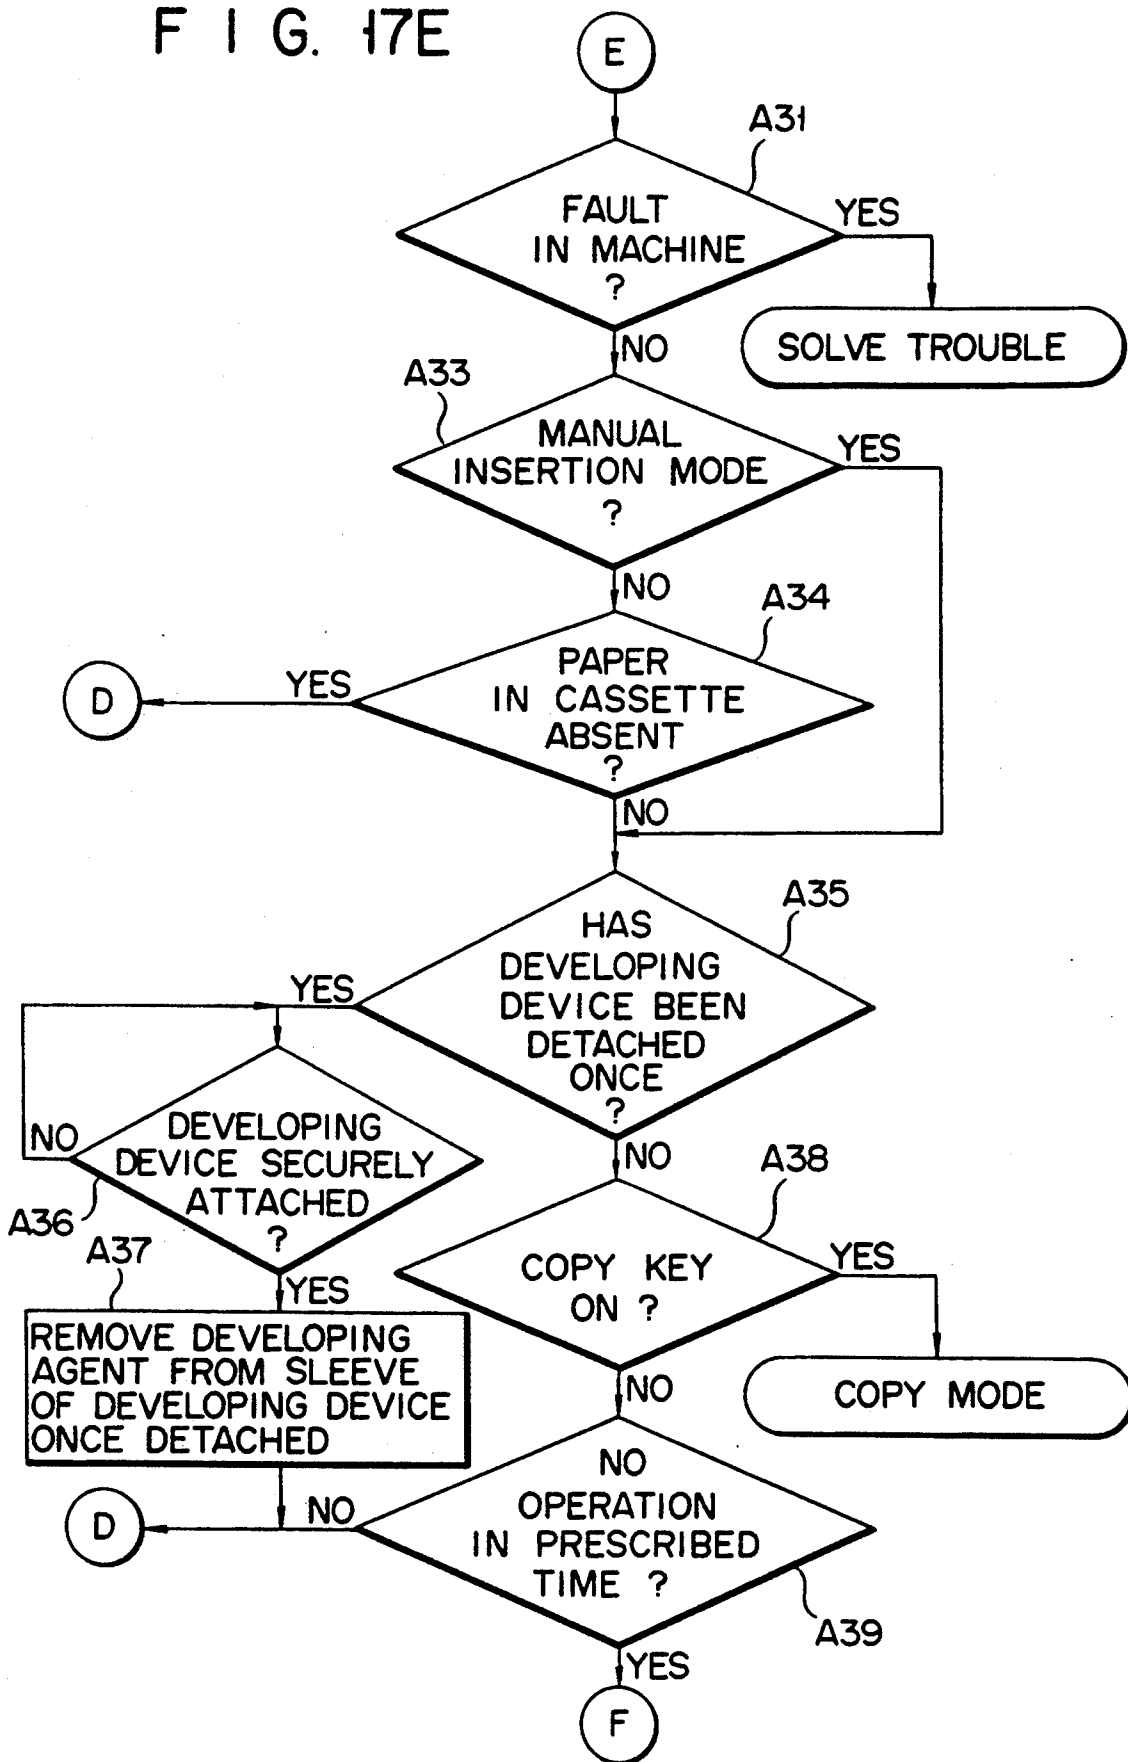 FIG. 17E
E
A31
FAULT
IN MACHINE
?
YES
SOLVE TROUBLE
NO
A33
MANUAL
INSERTION MODE
?
YES
NO
A34
PAPER
IN CASSETTE
ABSENT
?
YES
D
NO
A35
HAS
DEVELOPING
DEVICE BEEN
DETACHED
ONCE
?
YES
NO
DEVELOPING
DEVICE SECURELY
ATTACHED
?
NO
A36
A37
YES
REMOVE DEVELOPING
AGENT FROM SLEEVE
OF DEVELOPING DEVICE
ONCE DETACHED
A38
COPY KEY
ON ?
YES
COPY MODE
NO
NO
OPERATION
IN PRESCRIBED
TIME ?
NO
D
A39
YES
F